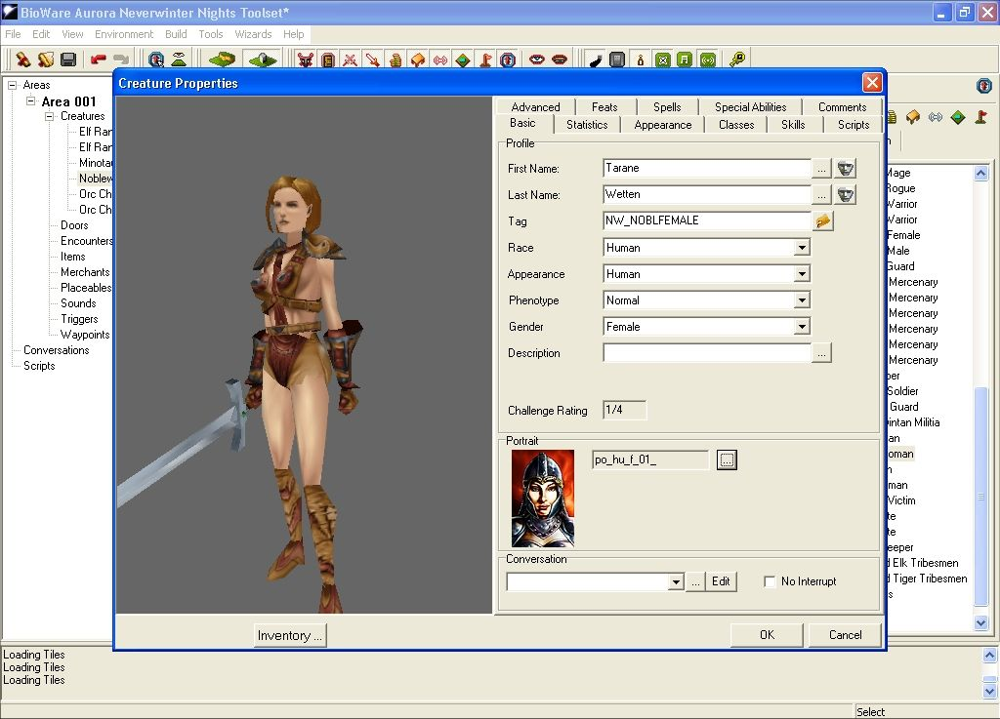 BioWare Aurora Neverwinter Nights Toolset*
File Edit View Environment Build Tools Wizards Help
Areas
Area 001
Creatures
Elf Ran
Elf Ran
Minota
Noblew
Orc Ch
Orc Ch
Doors
Encounters
Items
Merchants
Placeables
Sounds
Triggers
Waypoints
Conversations
Scripts
Creature Properties
Advanced Feats Spells Special Abilities Comments
Basic Statistics Appearance Classes Skills Scripts
Profile
First Name: Tarane ...
Last Name: Wetten ...
Tag NW_NOBLFEMALE
Race Human
Appearance Human
Phenotype Normal
Gender Female
Description ...
Challenge Rating 1/4
Portrait
po_hu_f_01_
Conversation
... Edit No Interrupt
Inventory ... OK Cancel
Mage
Rogue
Warrior
Warrior
Female
Male
Guard
Mercenary
Mercenary
Mercenary
Mercenary
Mercenary
Mercenary
per
Soldier
Guard
Dintan Militia
an
oman
n
man
Victim
te
te
eeper
d Elk Tribesmen
d Tiger Tribesmen
s
Loading Tiles
Loading Tiles
Loading Tiles
Select